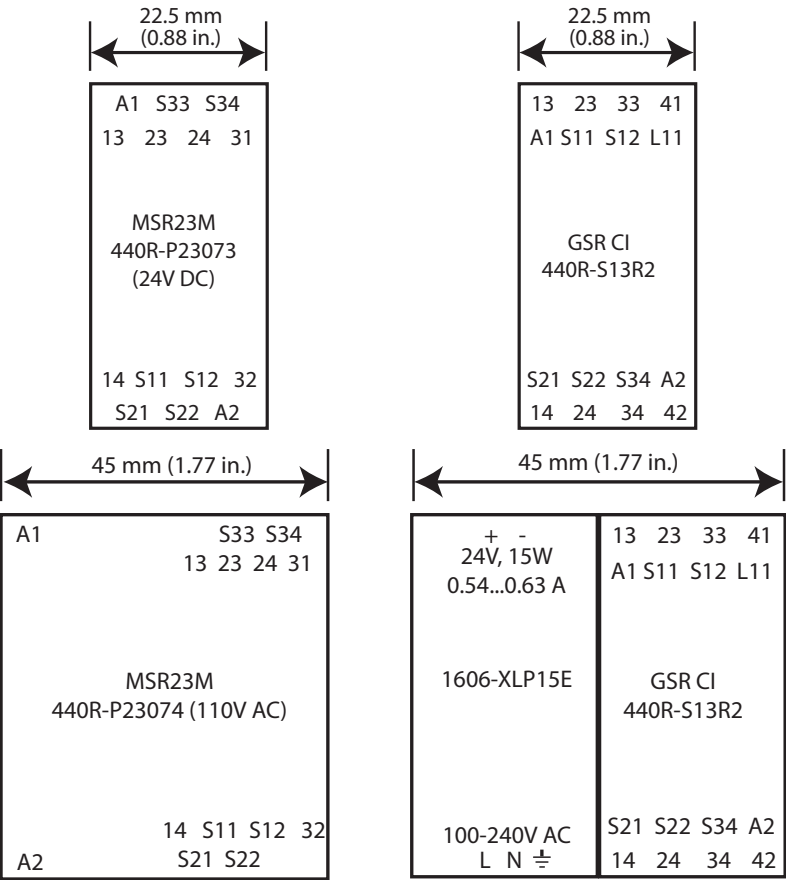 22.5 mm
(0.88 in.)
A1 S33 S34
13 23 24 31
MSR23M
440R-P23073
(24V DC)
14 S11 S12 32
S21 S22 A2
22.5 mm
(0.88 in.)
13 23 33 41
A1 S11 S12 L11
GSR CI
440R-S13R2
S21 S22 S34 A2
14 24 34 42
45 mm (1.77 in.)
A1 S33 S34
13 23 24 31
MSR23M
440R-P23074 (110V AC)
14 S11 S12 32
A2 S21 S22
45 mm (1.77 in.)
+ -
24V, 15W
0.54...0.63 A
1606-XLP15E
100-240V AC
L N ⏚
13 23 33 41
A1 S11 S12 L11
GSR CI
440R-S13R2
S21 S22 S34 A2
14 24 34 42